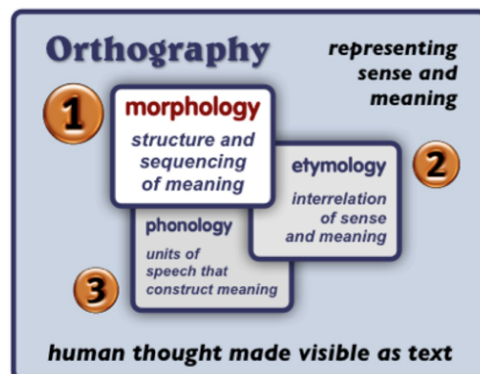 Orthography
representing
sense and
meaning
1
morphology
structure and
sequencing
of meaning
2
etymology
interrelation
of sense
and meaning
3
phonology
units of
speech that
construct meaning
human thought made visible as text